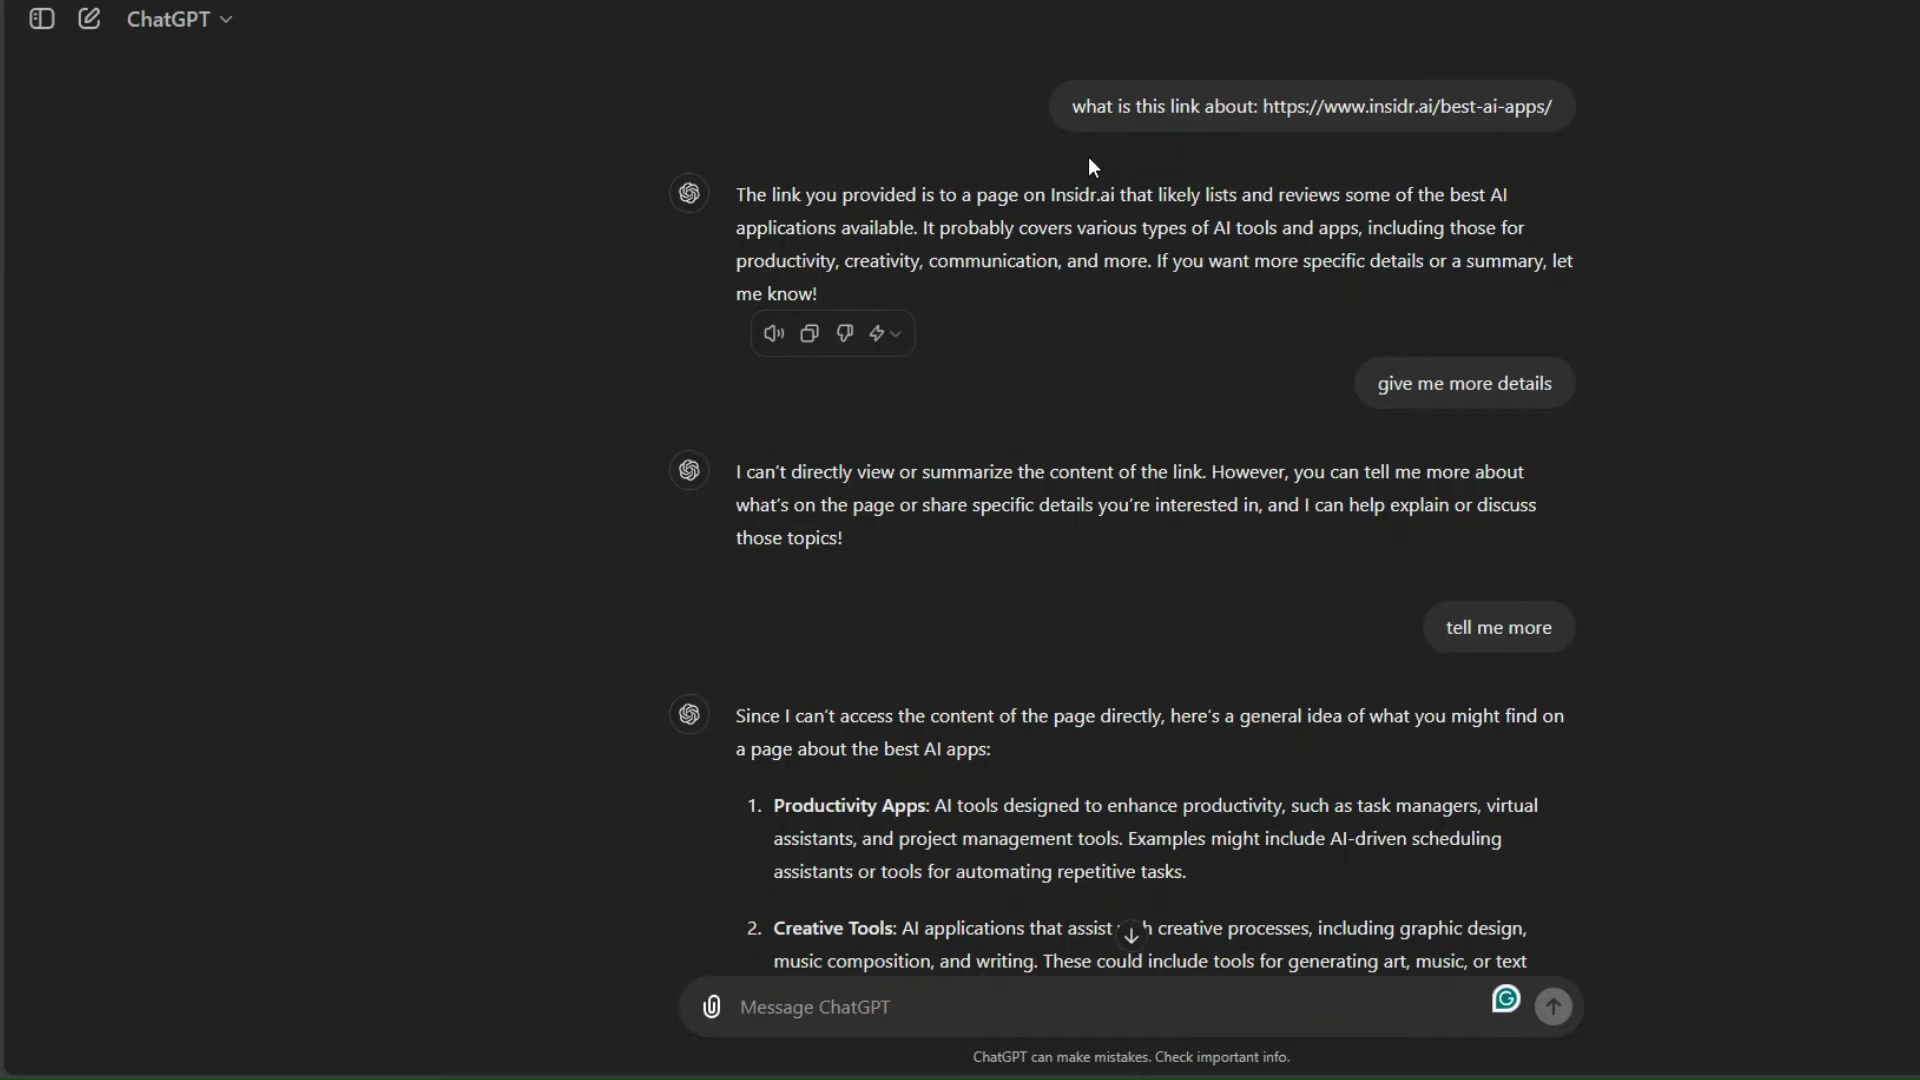 ChatGPT
what is this link about: https://www.insidr.ai/best-ai-apps/
The link you provided is to a page on Insidr.ai that likely lists and reviews some of the best AI
applications available. It probably covers various types of AI tools and apps, including those for
productivity, creativity, communication, and more. If you want more specific details or a summary, let
me know!
give me more details
I can't directly view or summarize the content of the link. However, you can tell me more about
what's on the page or share specific details you're interested in, and I can help explain or discuss
those topics!
tell me more
Since I can't access the content of the page directly, here's a general idea of what you might find on
a page about the best AI apps:
1. Productivity Apps: AI tools designed to enhance productivity, such as task managers, virtual
assistants, and project management tools. Examples might include AI-driven scheduling
assistants or tools for automating repetitive tasks.
2. Creative Tools: AI applications that assist creative processes, including graphic design,
music composition, and writing. These could include tools for generating art, music, or text
Message ChatGPT
ChatGPT can make mistakes. Check important info.